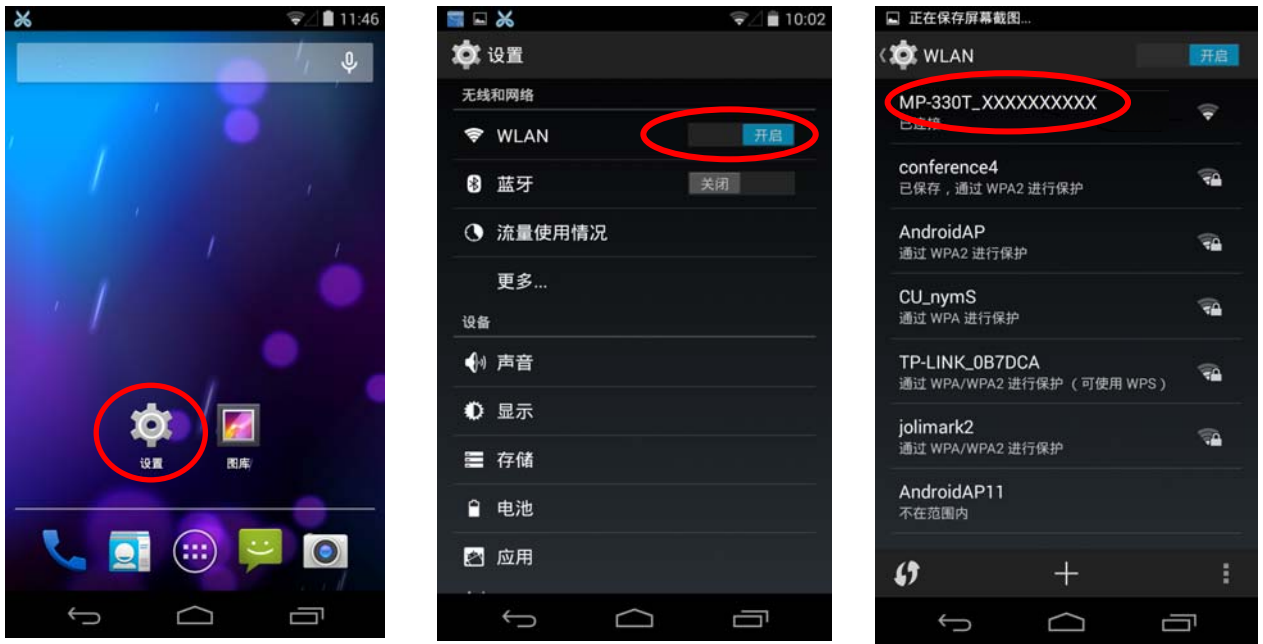 11:46
设置
图库
10:02
设置
无线和网络
WLAN
开启
蓝牙
关闭
流量使用情况
更多...
设备
声音
显示
存储
电池
应用
正在保存屏幕截图...
WLAN
开启
MP-330T_XXXXXXXXXX
已连接
conference4
已保存，通过 WPA2 进行保护
AndroidAP
通过 WPA2 进行保护
CU_nymS
通过 WPA 进行保护
TP-LINK_0B7DCA
通过 WPA/WPA2 进行保护 （可使用 WPS）
jolimark2
通过 WPA/WPA2 进行保护
AndroidAP11
不在范围内